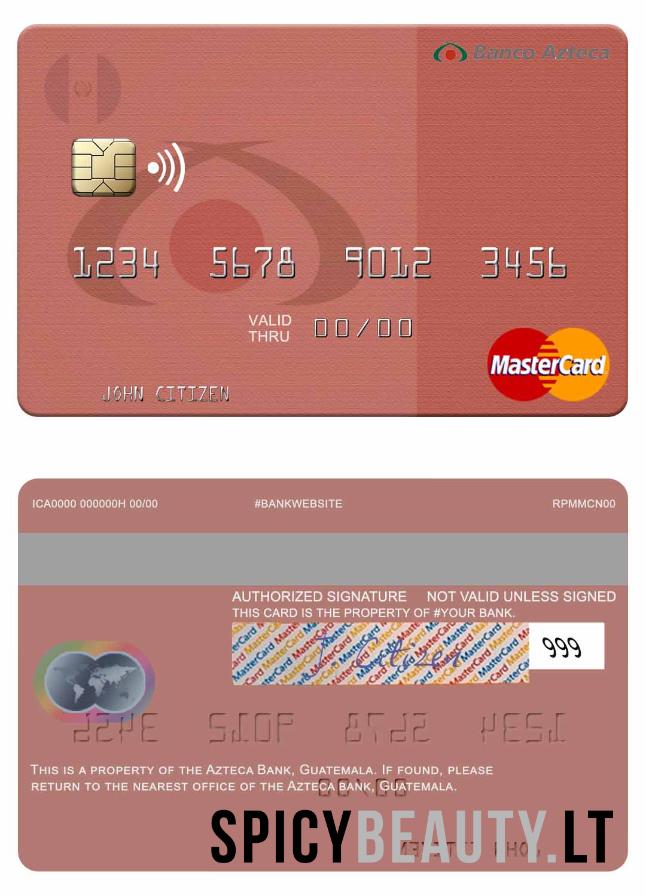 Banco Azteca
1234 5678 9012 3456
VALID
THRU 00/00
MasterCard
JOHN CITIZEN
ICA0000 000000H 00/00 #BANKWEBSITE RPMMCN00
AUTHORIZED SIGNATURE NOT VALID UNLESS SIGNED
THIS CARD IS THE PROPERTY OF #YOUR BANK.
J. Citizen
999
THIS IS A PROPERTY OF THE AZTECA BANK, GUATEMALA. IF FOUND, PLEASE
RETURN TO THE NEAREST OFFICE OF THE AZTECA BANK, GUATEMALA.
SPICYBEAUTY.LT